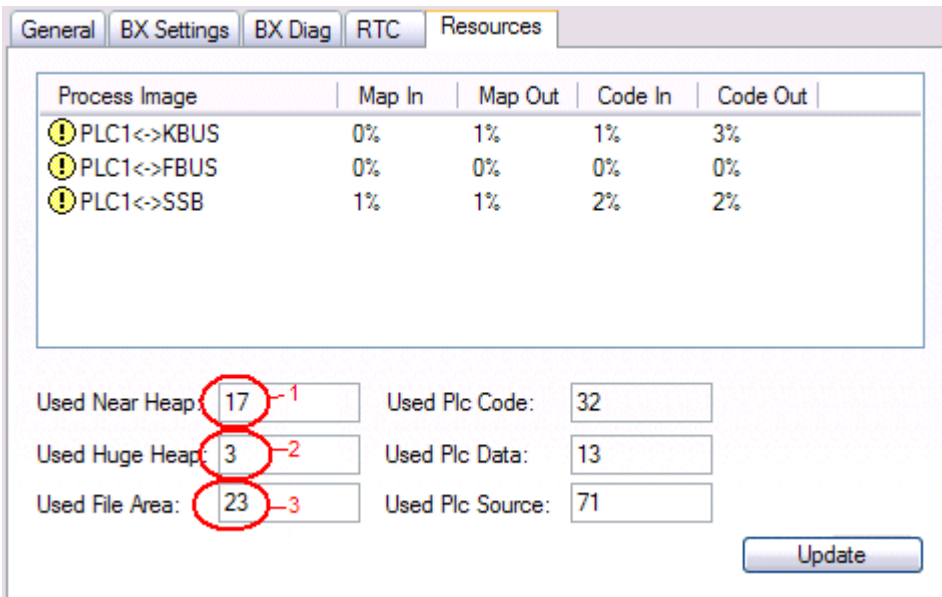 General BX Settings BX Diag RTC Resources
Process Image Map In Map Out Code In Code Out
PLC1<->KBUS 0% 1% 1% 3%
PLC1<->FBUS 0% 0% 0% 0%
PLC1<->SSB 1% 1% 2% 2%
Used Near Heap: 17 1 Used Plc Code: 32
Used Huge Heap: 3 2 Used Plc Data: 13
Used File Area: 23 3 Used Plc Source: 71
Update